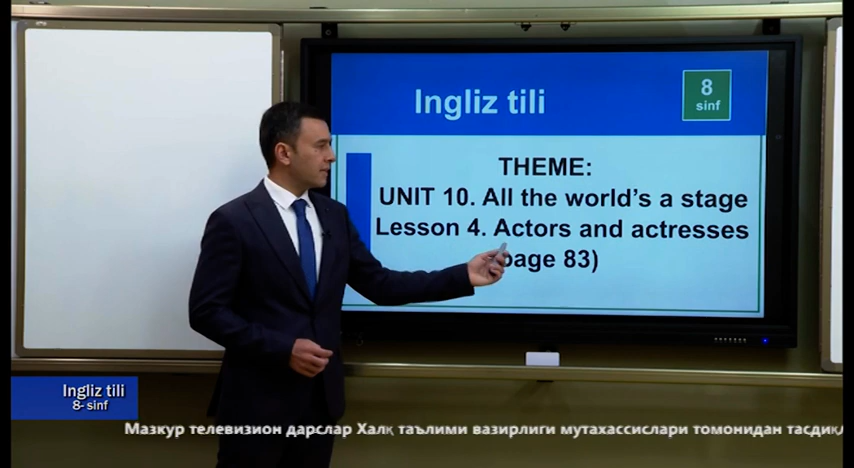 Ingliz tili
8
sinf
THEME:
UNIT 10. All the world's a stage
Lesson 4. Actors and actresses
page 83)
Ingliz tili
8- sinf
Мазкур телевизион дарслар Халқ таълими вазирлиги мутахассислари томонидан